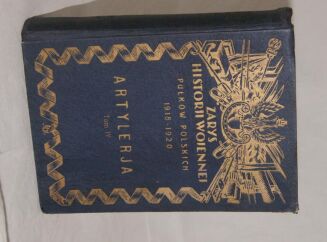 ZARYS
HISTORJI WOJENNEJ
PUŁKÓW POLSKICH
1918-1920
ARTYLERJA
Tom IV